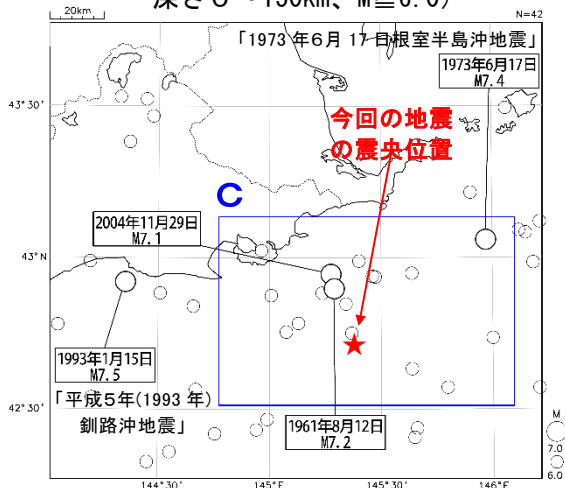 深さ0～150km、M≧6.0)
20km
N=42
「1973年6月17日根室半島沖地震」
1973年6月17日
M7.4
43°30'
今回の地震
の震央位置
C
2004年11月29日
M7.1
43°N
1993年1月15日
M7.5
「平成5年(1993年)
釧路沖地震」
42°30'
1961年8月12日
M7.2
M
7.0
6.0
144°30'
145°E
145°30'
146°E